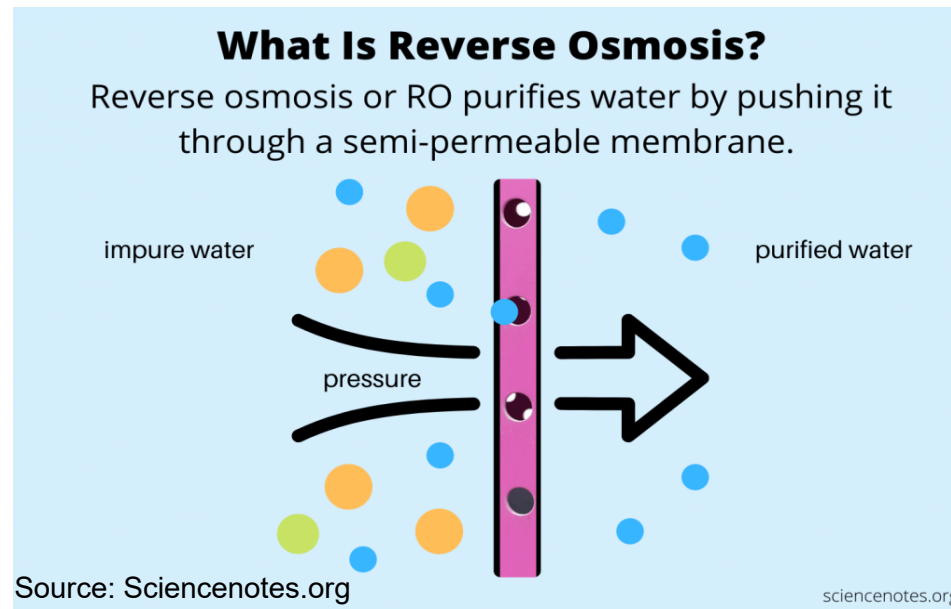 What Is Reverse Osmosis?
Reverse osmosis or RO purifies water by pushing it
through a semi-permeable membrane.
impure water
purified water
pressure
Source: Sciencenotes.org
sciencenotes.org